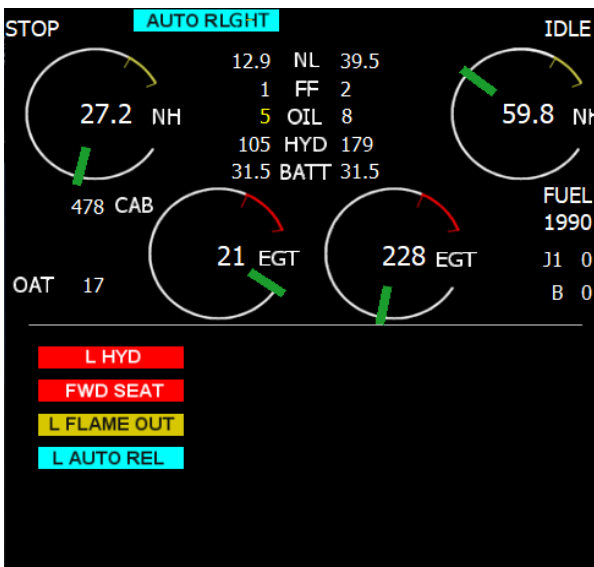 STOP AUTO RLGHT IDLE
12.9 NL 39.5
1 FF 2
27.2 NH 5 OIL 8 59.8 NH
105 HYD 179
31.5 BATT 31.5
478 CAB FUEL
1990
21 EGT 228 EGT J1 0
OAT 17 B 0
L HYD
FWD SEAT
L FLAME OUT
L AUTO REL